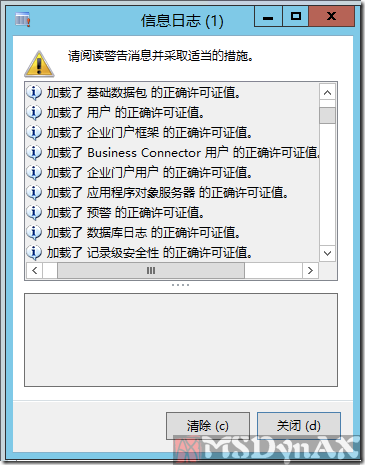 信息日志 (1)
请阅读警告消息并采取适当的措施。
加载了 基础数据包 的正确许可证值。
加载了 用户 的正确许可证值。
加载了 企业门户框架 的正确许可证值。
加载了 Business Connector 用户 的正确许可证值
加载了 企业门户用户 的正确许可证值。
加载了 应用程序对象服务器 的正确许可证值。
加载了 预警 的正确许可证值。
加载了 数据库日志 的正确许可证值。
加载了 记录级安全性 的正确许可证值。
清除 (c)
关闭 (d)
MSDynAX